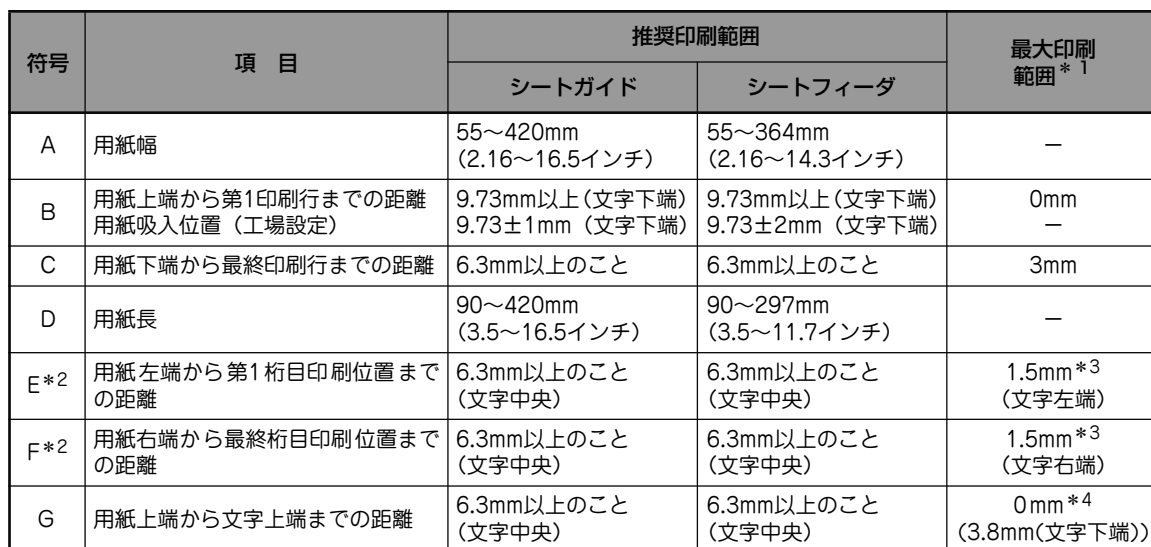 符号
項　目
推奨印刷範囲
最大印刷
範囲*1
シートガイド
シートフィーダ
A
用紙幅
55～420mm
（2.16～16.5インチ）
55～364mm
（2.16～14.3インチ）
－
B
用紙上端から第1印刷行までの距離
用紙吸入位置（工場設定）
9.73mm以上（文字下端）
9.73±1mm（文字下端）
9.73mm以上（文字下端）
9.73±2mm（文字下端）
0mm
－
C
用紙下端から最終印刷行までの距離
6.3mm以上のこと
6.3mm以上のこと
3mm
D
用紙長
90～420mm
（3.5～16.5インチ）
90～297mm
（3.5～11.7インチ）
－
E*2
用紙左端から第1桁目印刷位置まで
の距離
6.3mm以上のこと
（文字中央）
6.3mm以上のこと
（文字中央）
1.5mm*3
（文字左端）
F*2
用紙右端から最終桁目印刷位置まで
の距離
6.3mm以上のこと
（文字中央）
6.3mm以上のこと
（文字中央）
1.5mm*3
（文字右端）
G
用紙上端から文字上端までの距離
6.3mm以上のこと
（文字中央）
6.3mm以上のこと
（文字中央）
0mm*4
（3.8mm（文字下端））